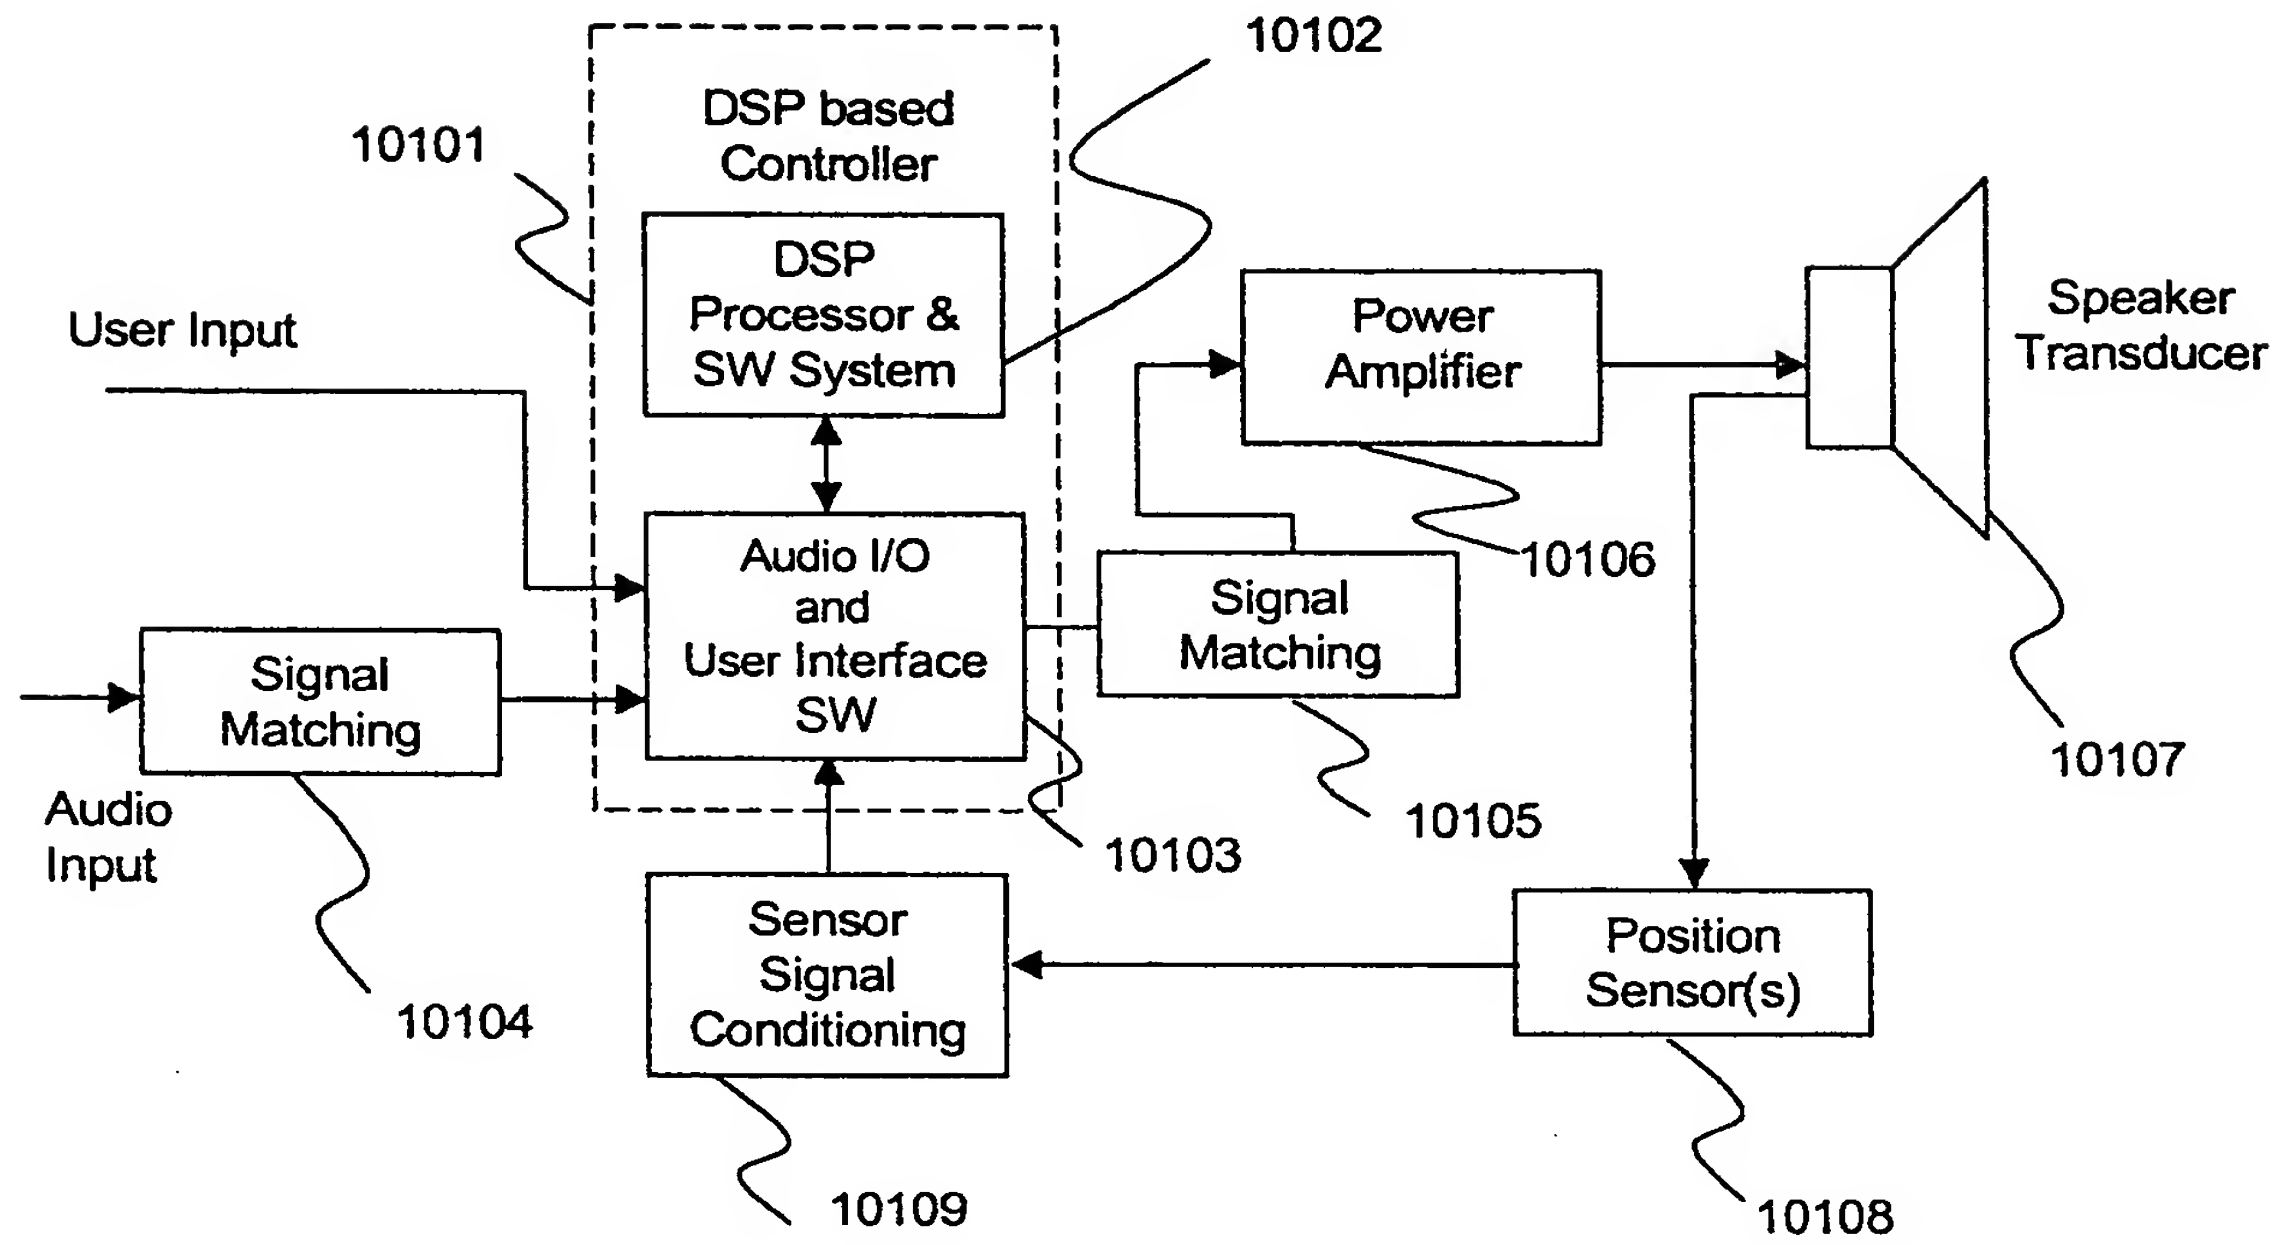 10102
DSP based
Controller
10101
DSP
Processor &
SW System
User Input
Power
Amplifier
Speaker
Transducer
Audio I/O
and
User Interface
SW
10106
Signal
Matching
Signal
Matching
10107
Audio
Input
10105
10103
Sensor
Signal
Conditioning
Position
Sensor(s)
10104
10109
10108